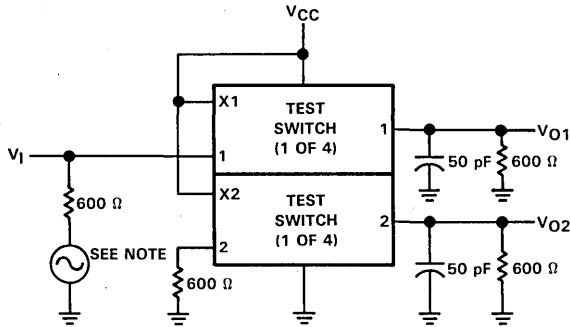 VCC
X1
TEST
SWITCH
(1 OF 4)
1
1
VO1
VI
50 pF
600 Ω
600 Ω
X2
TEST
SWITCH
(1 OF 4)
2
2
VO2
SEE NOTE
600 Ω
50 pF
600 Ω